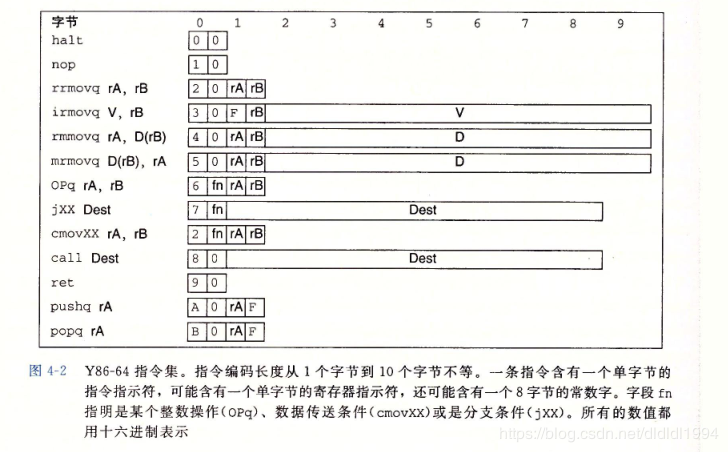 字节 0 1 2 3 4 5 6 7 8 9
halt 0 0
nop 1 0
rrmovq rA, rB 2 0 rA rB
irmovq V, rB 3 0 F rB V
rmmovq rA, D(rB) 4 0 rA rB D
mrmovq D(rB), rA 5 0 rA rB D
OPq rA, rB 6 fn rA rB
jXX Dest 7 fn Dest
cmovXX rA, rB 2 fn rA rB
call Dest 8 0 Dest
ret 9 0
pushq rA A 0 rA F
popq rA B 0 rA F
图 4-2 Y86-64 指令集。指令编码长度从 1 个字节到 10 个字节不等。一条指令含有一个单字节的
指令指示符，可能含有一个单字节的寄存器指示符，还可能含有一个 8 字节的常数字。字段 fn
指明是某个整数操作(OPq)、数据传送条件(cmovXX)或是分支条件(jXX)。所有的数值都
用十六进制表示
https://blog.csdn.net/dldldl1994